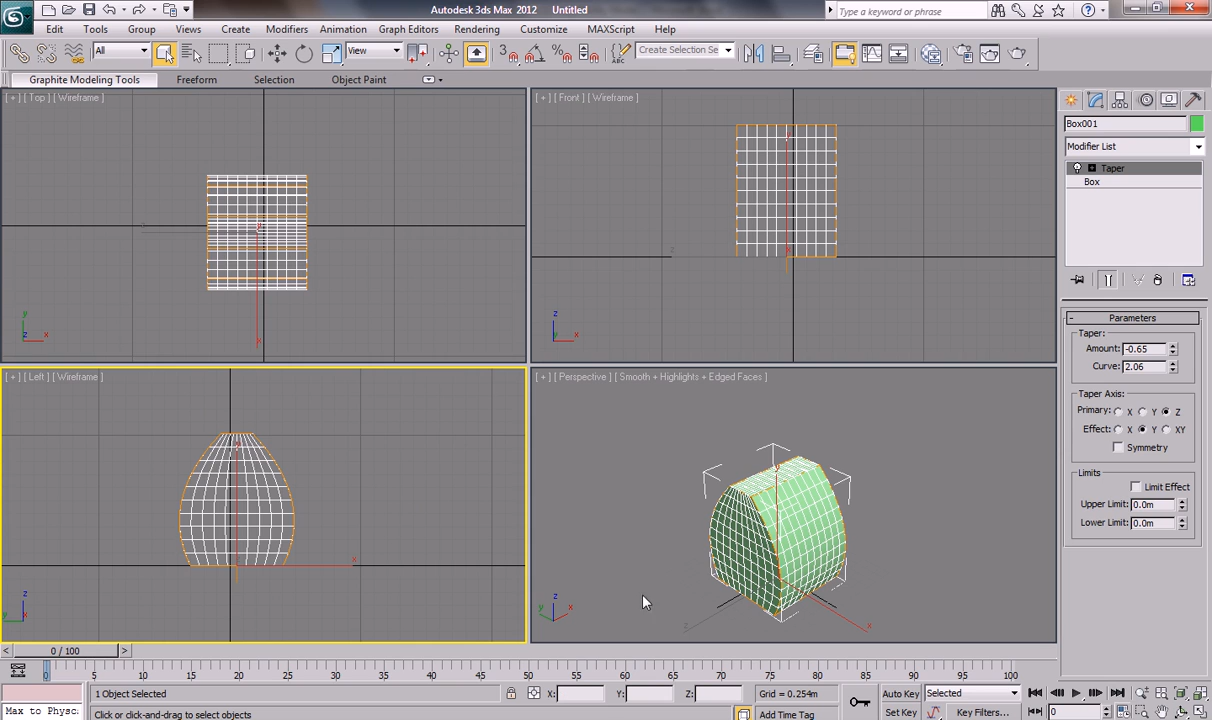 Autodesk 3ds Max 2012 Untitled
Type a keyword or phrase
Edit Tools Group Views Create Modifiers Animation Graph Editors Rendering Customize MAXScript Help
All View 3 Create Selection Se
Graphite Modeling Tools Freeform Selection Object Paint
[ + ] [ Top ] [ Wireframe ]
[ + ] [ Front ] [ Wireframe ]
Box001
Modifier List
Taper
Box
y
z x
z
x
[ + ] [ Left ] [ Wireframe ]
[ + ] [ Perspective ] [ Smooth + Highlights + Edged Faces ]
x
z
y
z
y x
z x
Parameters
Taper:
Amount: -0.65
Curve: 2.06
Taper Axis:
Primary: X Y Z
Effect: X Y XY
Symmetry
Limits
Limit Effect
Upper Limit: 0.0m
Lower Limit: 0.0m
< 0 / 100 >
0 5 10 15 20 25 30 35 40 45 50 55 60 65 70 75 80 85 90 95 100
1 Object Selected X: Y: Z: Grid = 0.254m Auto Key Selected
Max to Physc Click or click-and-drag to select objects Add Time Tag Set Key Key Filters... 0